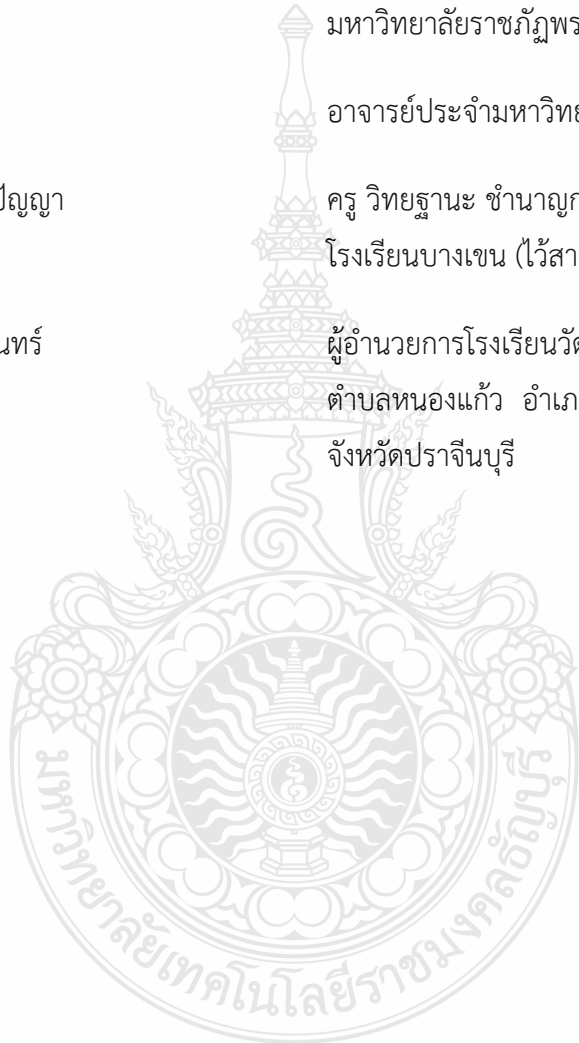 มหาวิทยาลัยราชภัฏพร
อาจารย์ประจำมหาวิทย
ปัญญา ครู วิทยฐานะ ชำนาญก
โรงเรียนบางเขน (ไว้สา
นทร์ ผู้อำนวยการโรงเรียนวัด
ตำบลหนองแก้ว อำเภ
จังหวัดปราจีนบุรี
มหาวิทยาลัยเทคโนโลยีราชมงคลธัญบุรี